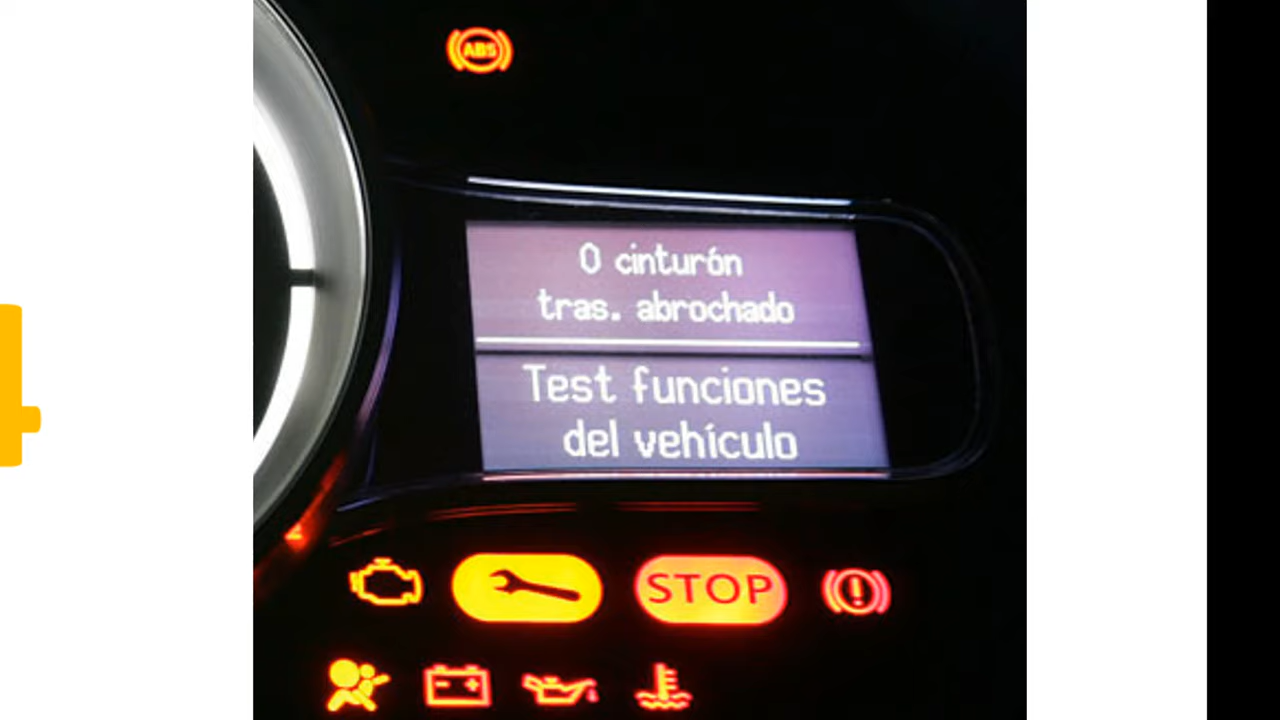 ABS
0 cinturón
tras. abrochado
Test funciones
del vehículo
STOP